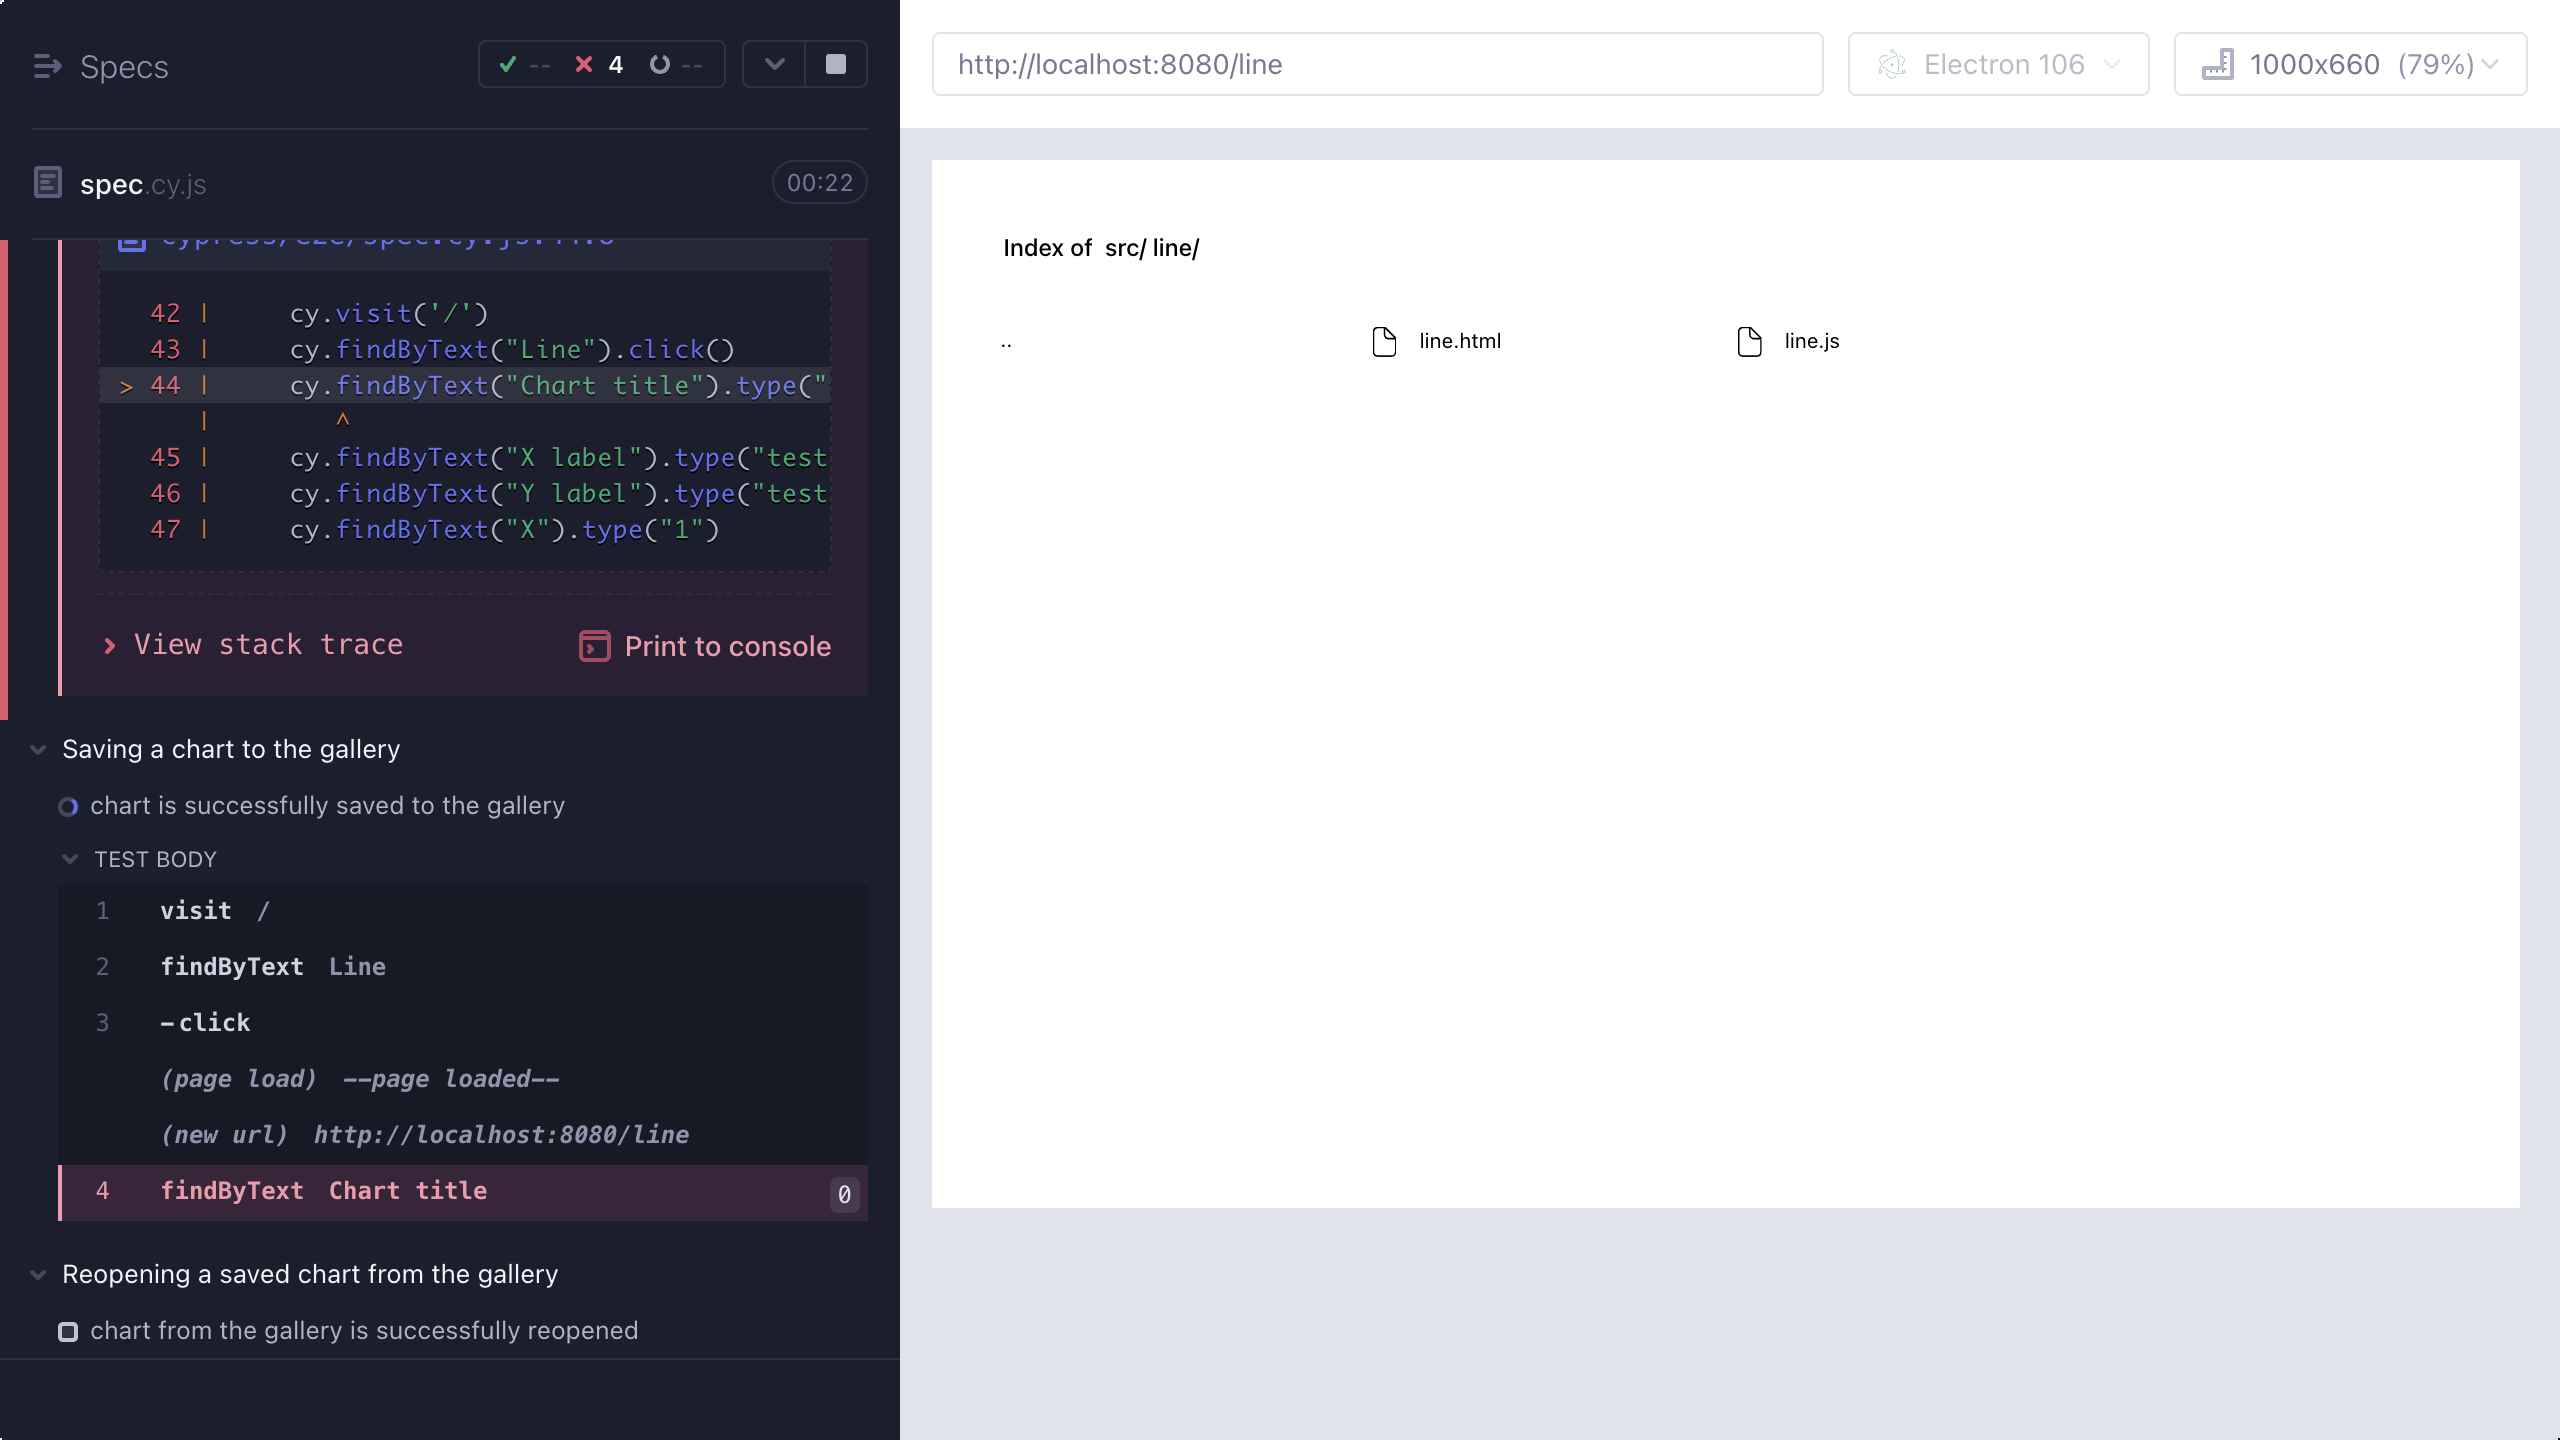 Specs
-- 4 --
spec.cy.js 00:22
42 | cy.visit('/')
43 | cy.findByText("Line").click()
> 44 | cy.findByText("Chart title").type("
| ^
45 | cy.findByText("X label").type("test
46 | cy.findByText("Y label").type("test
47 | cy.findByText("X").type("1")
View stack trace
Print to console
Saving a chart to the gallery
chart is successfully saved to the gallery
TEST BODY
1 visit /
2 findByText Line
3 -click
(page load) --page loaded--
(new url) http://localhost:8080/line
4 findByText Chart title 0
Reopening a saved chart from the gallery
chart from the gallery is successfully reopened
http://localhost:8080/line
Electron 106
1000x660 (79%)
Index of src/ line/
..
line.html
line.js